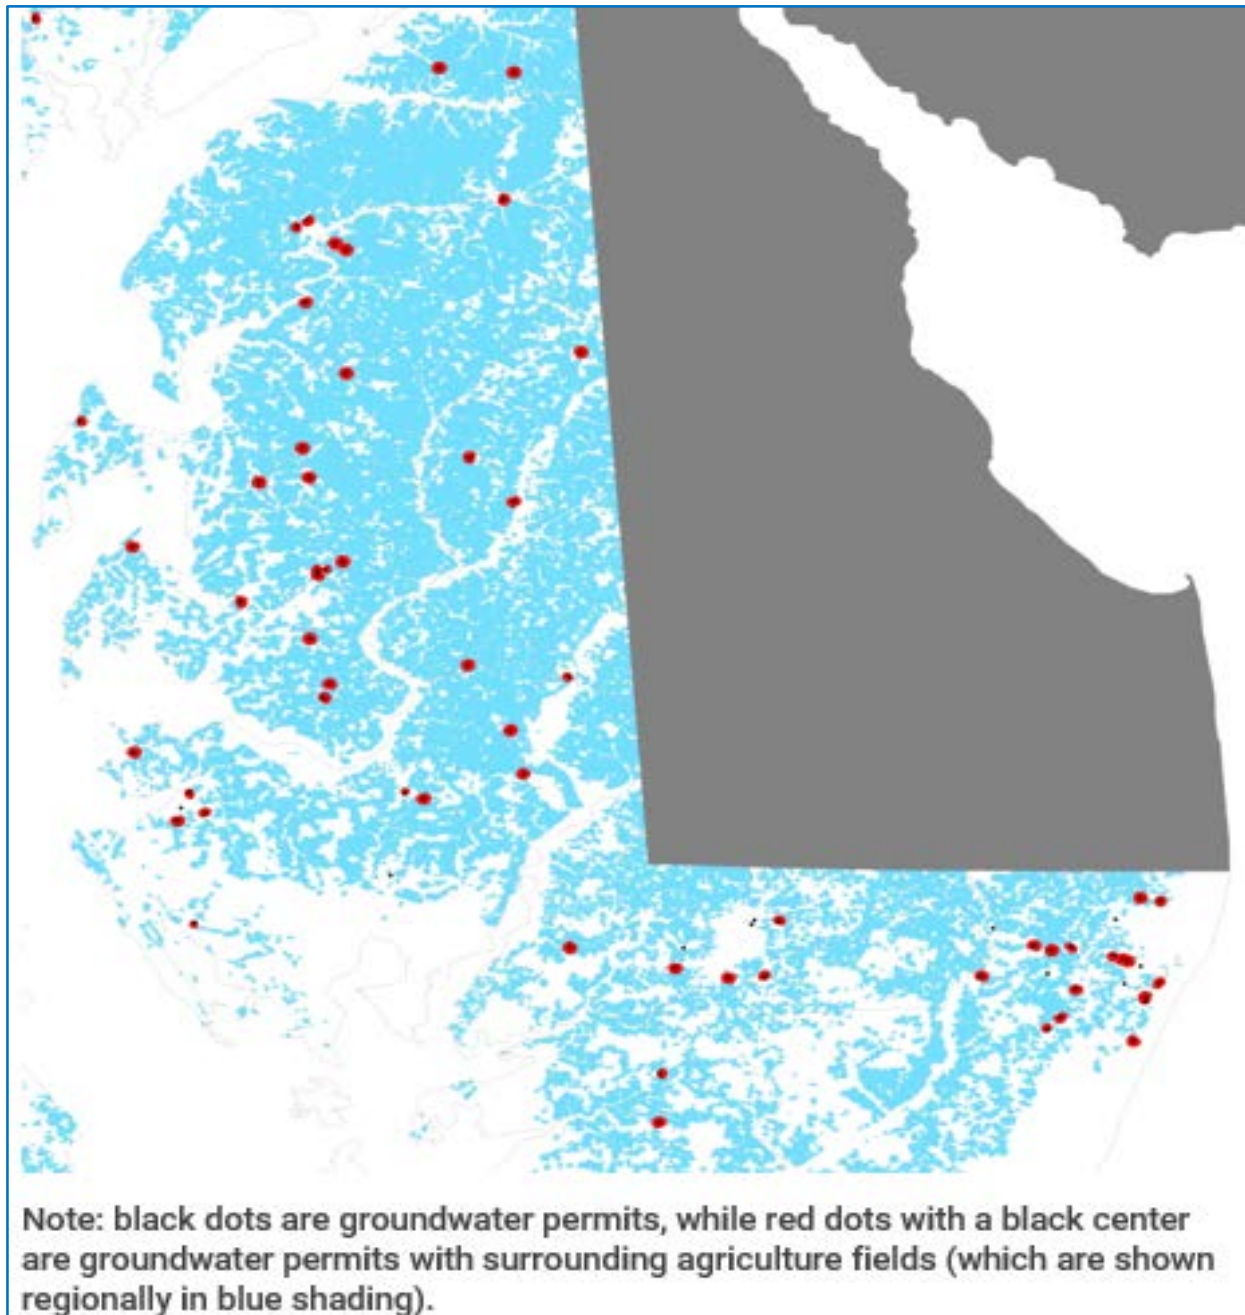 Note: black dots are groundwater permits, while red dots with a black center
are groundwater permits with surrounding agriculture fields (which are shown
regionally in blue shading).